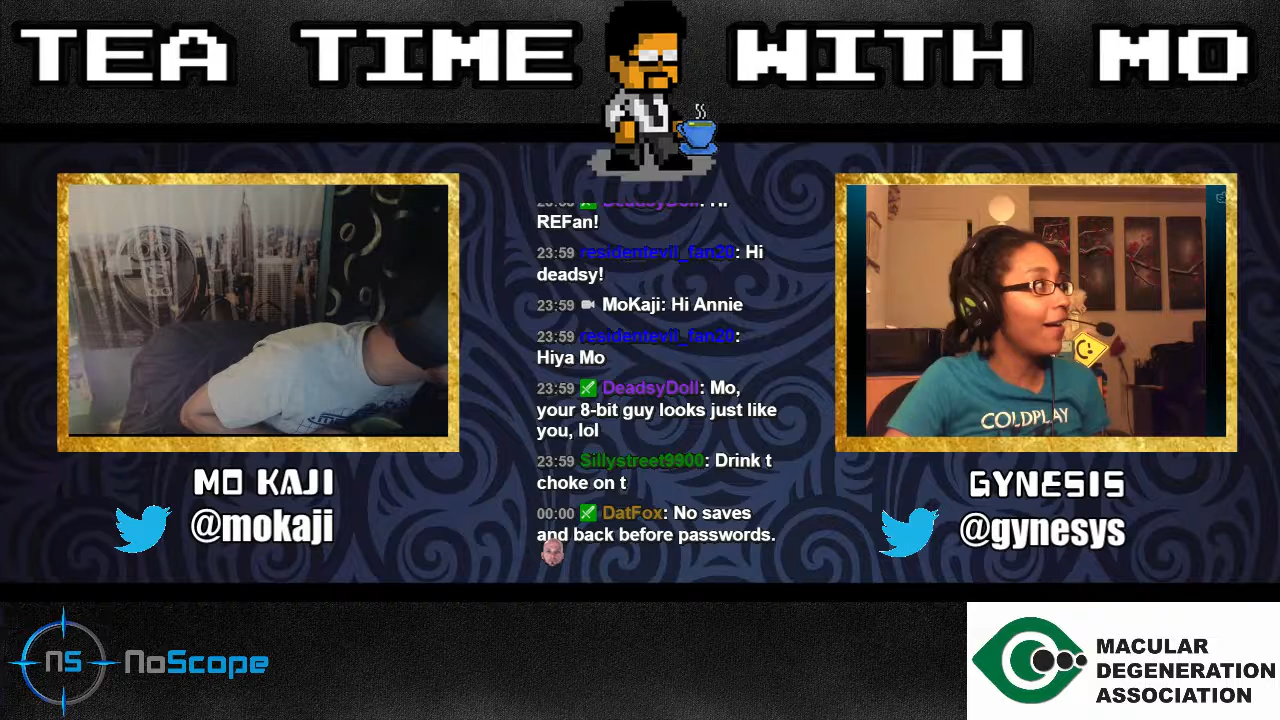 TEA TIME WITH MO
REFan!
23:59 residentevil_fan20: Hi
deadsy!
23:59 MoKaji: Hi Annie
23:59 residentevil_fan20:
Hiya Mo
23:59 DeadsyDoll: Mo,
your 8-bit guy looks just like
you, lol
23:59 Sillystreet9900: Drink t
choke on t
00:00 DatFox: No saves
and back before passwords.
COLDPLAY
MO KAJI
@mokaji
GYNESIS
@gynesys
NS NoScope
MACULAR
DEGENERATION
ASSOCIATION